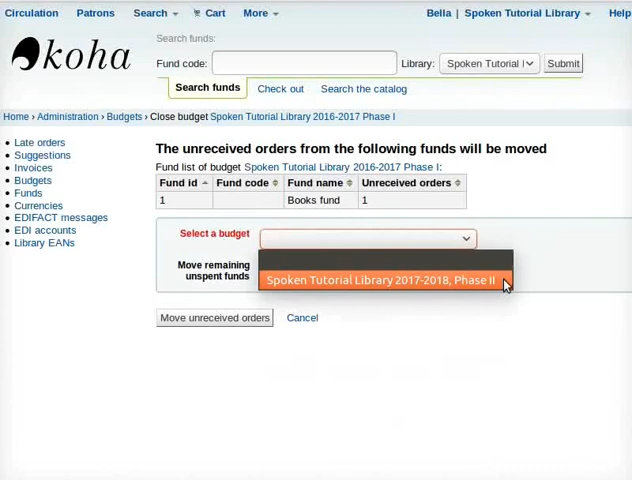 Circulation Patrons Search Cart More Bella | Spoken Tutorial Library Help
koha
Search funds:
Fund code: Library: Spoken Tutorial Submit
Search funds Check out Search the catalog
Home › Administration › Budgets › Close budget Spoken Tutorial Library 2016-2017 Phase I
Late orders
Suggestions
Invoices
Budgets
Funds
Currencies
EDIFACT messages
EDI accounts
Library EANs
The unreceived orders from the following funds will be moved
Fund list of budget Spoken Tutorial Library 2016-2017 Phase I:
Fund id Fund code Fund name Unreceived orders
1 Books fund 1
Select a budget
Spoken Tutorial Library 2017-2018, Phase II
Move remaining
unspent funds
Move unreceived orders Cancel